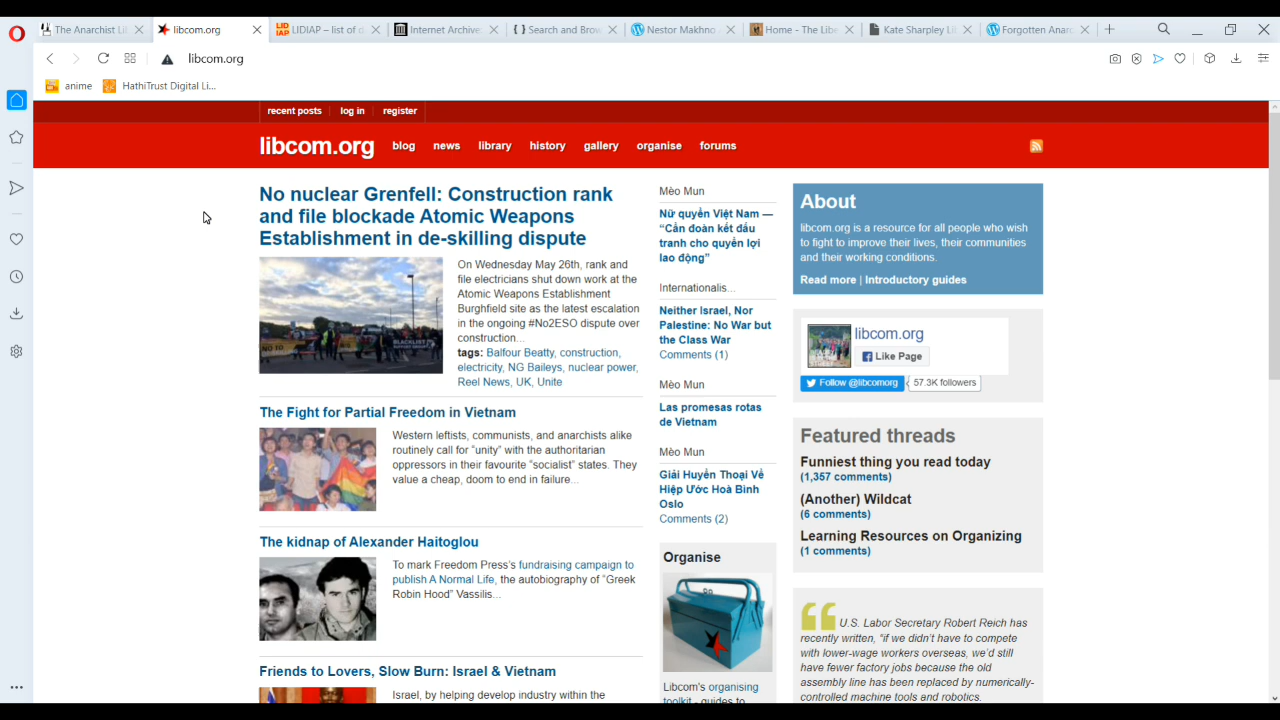 The Anarchist Li
libcom.org
LIDIAP – list of d
Internet Archive
Search and Brow
Nestor Makhno
Home - The Libe
Kate Sharpley Li
Forgotten Anarc
libcom.org
anime
HathiTrust Digital Li...
recent posts
log in
register
libcom.org
blog
news
library
history
gallery
organise
forums
No nuclear Grenfell: Construction rank
and file blockade Atomic Weapons
Establishment in de-skilling dispute
On Wednesday May 26th, rank and
file electricians shut down work at the
Atomic Weapons Establishment
Burghfield site as the latest escalation
in the ongoing #No2ESO dispute over
construction...
tags: Balfour Beatty, construction,
electricity, NG Baileys, nuclear power,
Reel News, UK, Unite
The Fight for Partial Freedom in Vietnam
Western leftists, communists, and anarchists alike
routinely call for “unity” with the authoritarian
oppressors in their favourite “socialist” states. They
value a cheap, doom to end in failure...
The kidnap of Alexander Haitoglou
To mark Freedom Press's fundraising campaign to
publish A Normal Life, the autobiography of “Greek
Robin Hood” Vassilis...
Friends to Lovers, Slow Burn: Israel & Vietnam
Israel, by helping develop industry within the
Mèo Mun
Nữ quyền Việt Nam —
“Cần đoàn kết đấu
tranh cho quyền lợi
lao động”
Internationalis...
Neither Israel, Nor
Palestine: No War but
the Class War
Comments (1)
Mèo Mun
Las promesas rotas
de Vietnam
Mèo Mun
Giải Huyền Thoại Về
Hiệp Ước Hoà Bình
Oslo
Comments (2)
Organise
Libcom's organising
toolkit - guides to
About
libcom.org is a resource for all people who wish
to fight to improve their lives, their communities
and their working conditions.
Read more | Introductory guides
libcom.org
Like Page
Follow @libcomorg
57.3K followers
Featured threads
Funniest thing you read today
(1,357 comments)
(Another) Wildcat
(6 comments)
Learning Resources on Organizing
(1 comments)
U.S. Labor Secretary Robert Reich has
recently written, “if we didn't have to compete
with lower-wage workers overseas, we'd still
have fewer factory jobs because the old
assembly line has been replaced by numerically-
controlled machine tools and robotics.